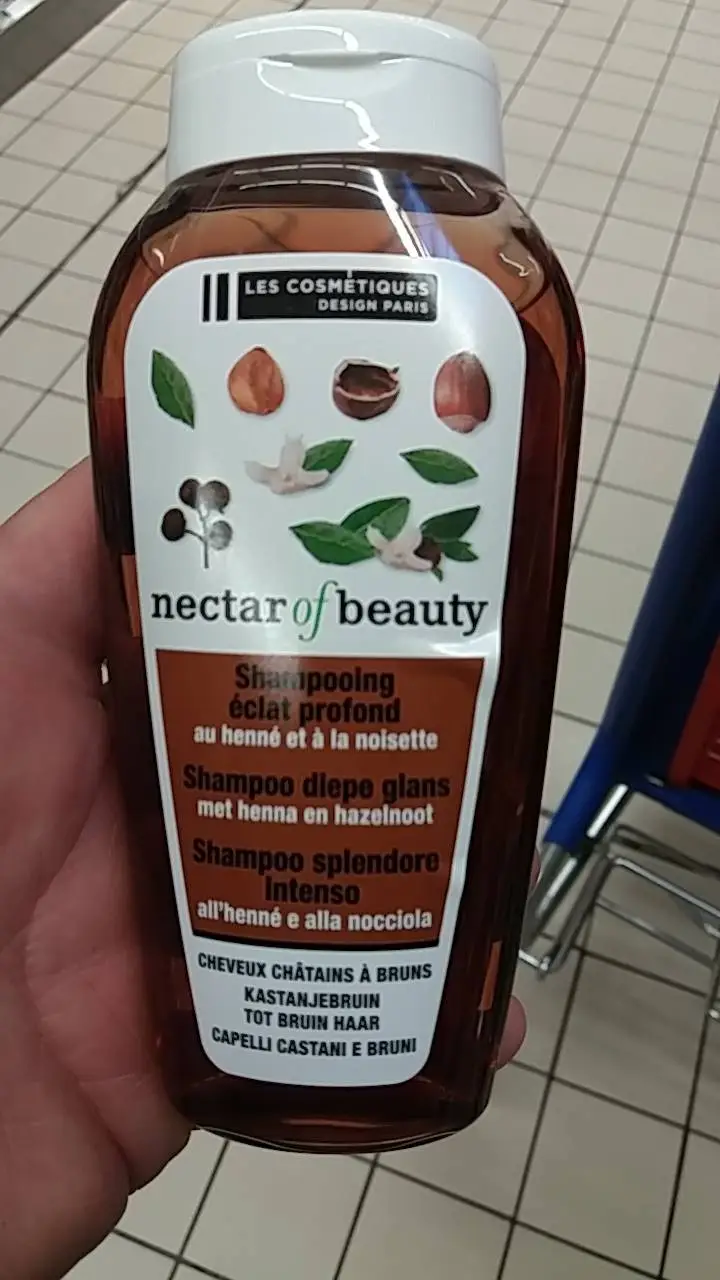 LES COSMÉTIQUES
DESIGN PARIS
nectar of beauty
Shampooing
éclat profond
au henné et à la noisette
Shampoo diepe glans
met henna en hazelnoot
Shampoo splendore
Intenso
all'henné e alla nocciola
CHEVEUX CHÂTAINS À BRUNS
KASTANJEBRUIN
TOT BRUIN HAAR
CAPELLI CASTANI E BRUNI